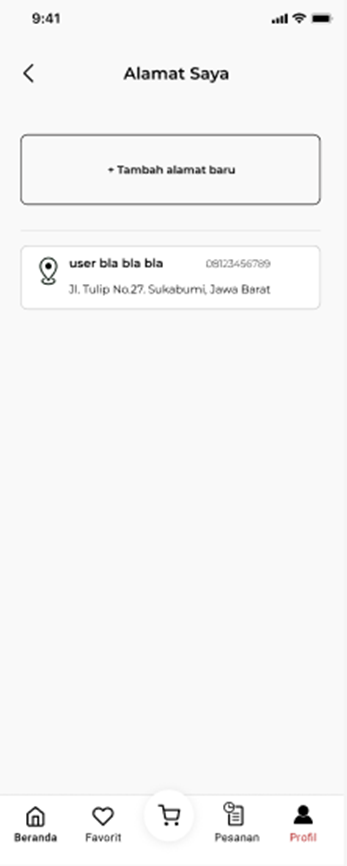 9:41
Alamat Saya
+ Tambah alamat baru
user bla bla bla 08123456789
Jl. Tulip No.27. Sukabumi, Jawa Barat
Beranda Favorit Pesanan Profil